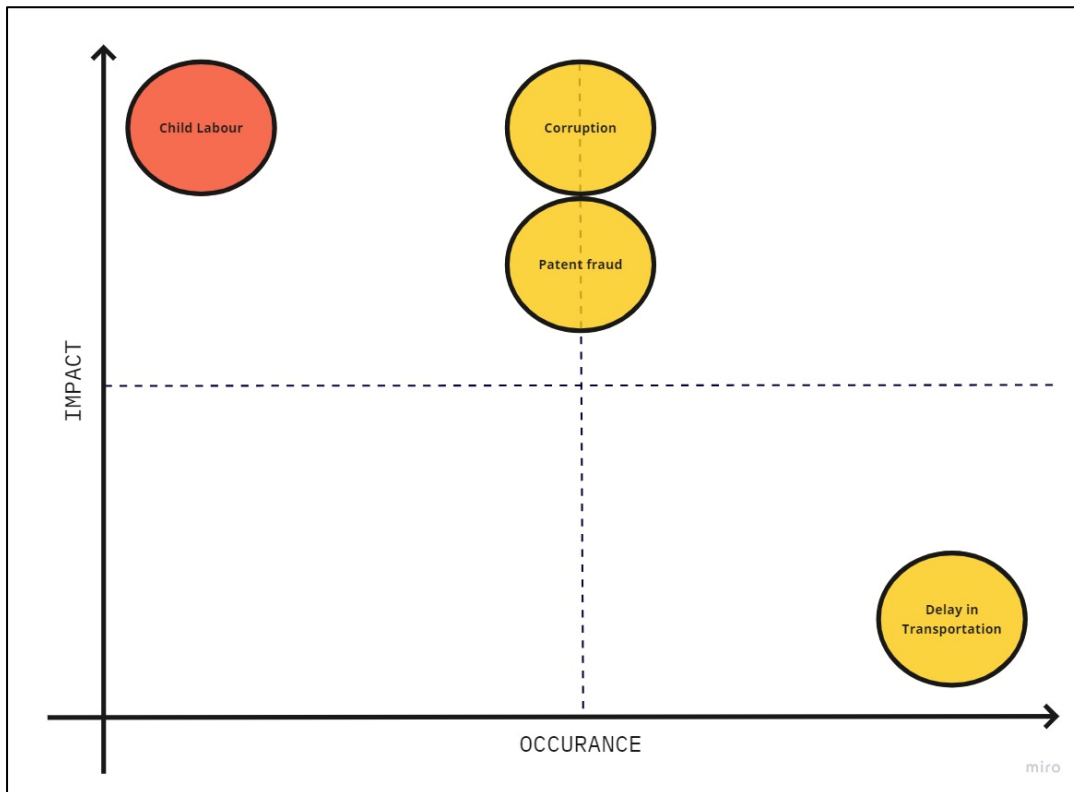 Child Labour
Corruption
Patent fraud
IMPACT
Delay in
Transportation
OCCURANCE
miro